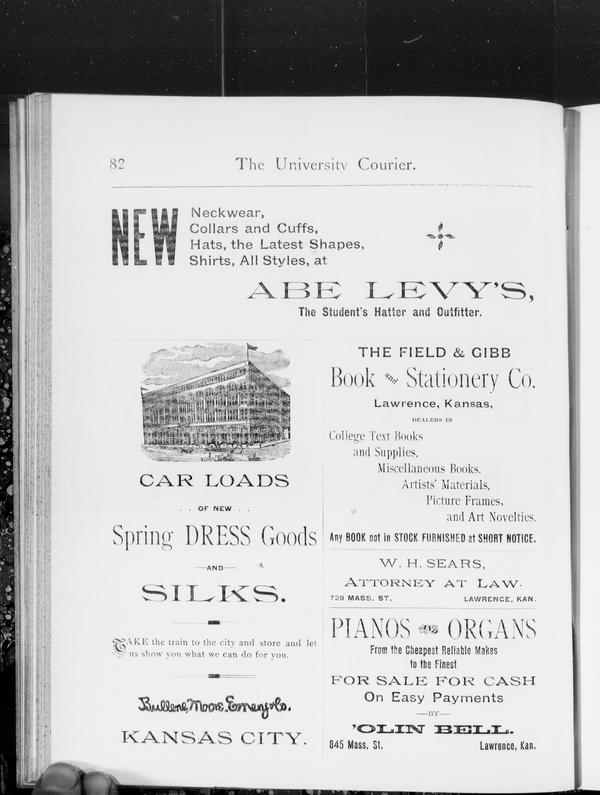 82
The University Courier.
NEW
Neckwear,
Collars and Cuffs,
Hats, the Latest Shapes,
Shirts, All Styles, at
ABE LEVY'S,
The Student's Hatter and Outfitter.
CAR LOADS
. . OF NEW . .
Spring DRESS Goods
—AND—
SILKS.
TAKE the train to the city and store and let
us show you what we can do for you.
Bullene, Moore, Emery & Co.
KANSAS CITY.
THE FIELD & GIBB
Book and Stationery Co.
Lawrence, Kansas,
DEALERS IN
College Text Books
and Supplies,
Miscellaneous Books,
Artists' Materials,
Picture Frames,
and Art Novelties.
Any BOOK not in STOCK FURNISHED at SHORT NOTICE.
W. H. SEARS,
ATTORNEY AT LAW.
729 MASS. ST. LAWRENCE, KAN.
PIANOS AND ORGANS
From the Cheapest Reliable Makes
to the Finest
FOR SALE FOR CASH
On Easy Payments
—BY—
'OLIN BELL.
845 Mass. St. Lawrence, Kan.